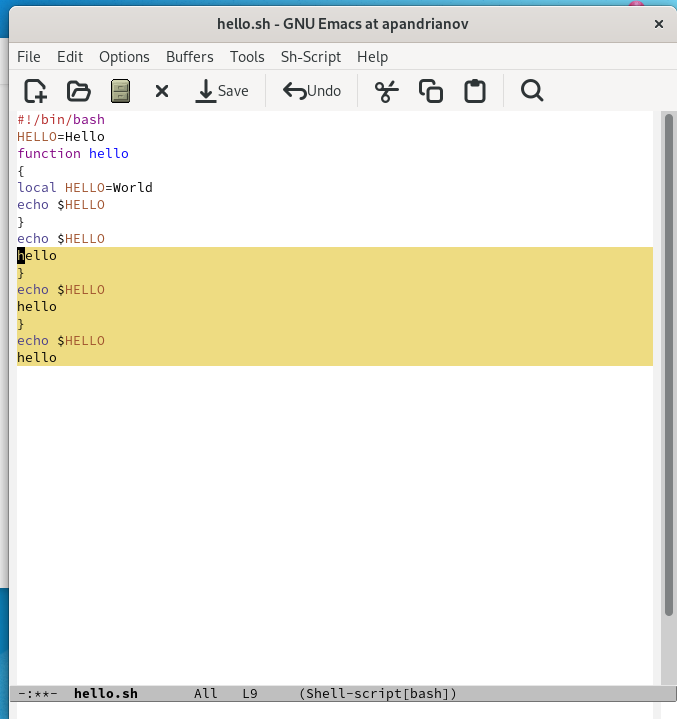 hello.sh - GNU Emacs at apandrianov
File Edit Options Buffers Tools Sh-Script Help
Save Undo
#!/bin/bash
HELLO=Hello
function hello
{
local HELLO=World
echo $HELLO
}
echo $HELLO
hello
}
echo $HELLO
hello
}
echo $HELLO
hello
-:**- hello.sh All L9 (Shell-script[bash])